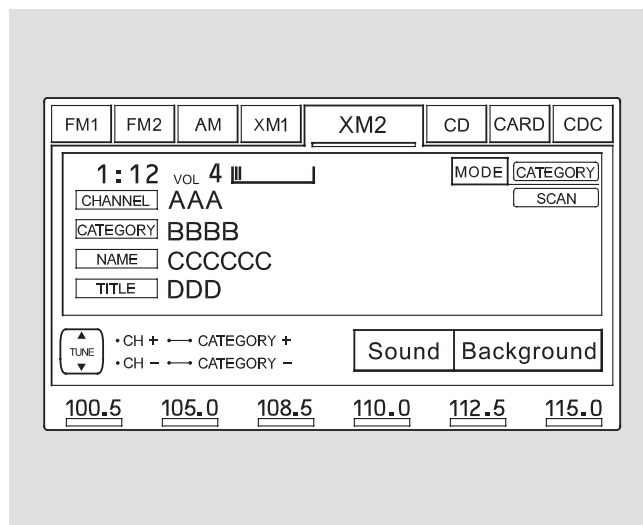 FM1 FM2 AM XM1 XM2 CD CARD CDC
1:12 VOL 4 MODE CATEGORY
CHANNEL AAA SCAN
CATEGORY BBBB
NAME CCCCCC
TITLE DDD
TUNE
•CH + •— CATEGORY +
•CH – •— CATEGORY –
Sound Background
100.5 105.0 108.5 110.0 112.5 115.0